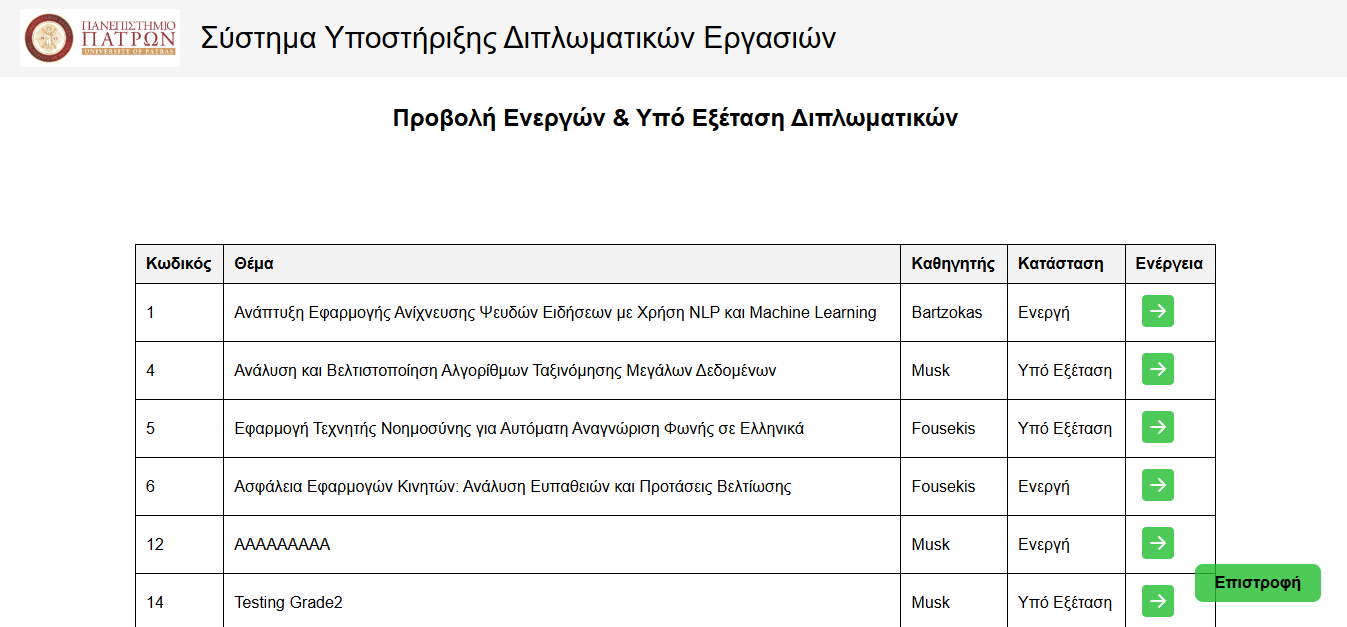 ΠΑΝΕΠΙΣΤΗΜΙΟ
ΠΑΤΡΩΝ
UNIVERSITY OF PATRAS
Σύστημα Υποστήριξης Διπλωματικών Εργασιών
Προβολή Ενεργών & Υπό Εξέταση Διπλωματικών
Κωδικός Θέμα Καθηγητής Κατάσταση Ενέργεια
1 Ανάπτυξη Εφαρμογής Ανίχνευσης Ψευδών Ειδήσεων με Χρήση NLP και Machine Learning Bartzokas Ενεργή
4 Ανάλυση και Βελτιστοποίηση Αλγορίθμων Ταξινόμησης Μεγάλων Δεδομένων Musk Υπό Εξέταση
5 Εφαρμογή Τεχνητής Νοημοσύνης για Αυτόματη Αναγνώριση Φωνής σε Ελληνικά Fousekis Υπό Εξέταση
6 Ασφάλεια Εφαρμογών Κινητών: Ανάλυση Ευπαθειών και Προτάσεις Βελτίωσης Fousekis Ενεργή
12 AAAAAAAAA Musk Ενεργή
14 Testing Grade2 Musk Υπό Εξέταση
Επιστροφή